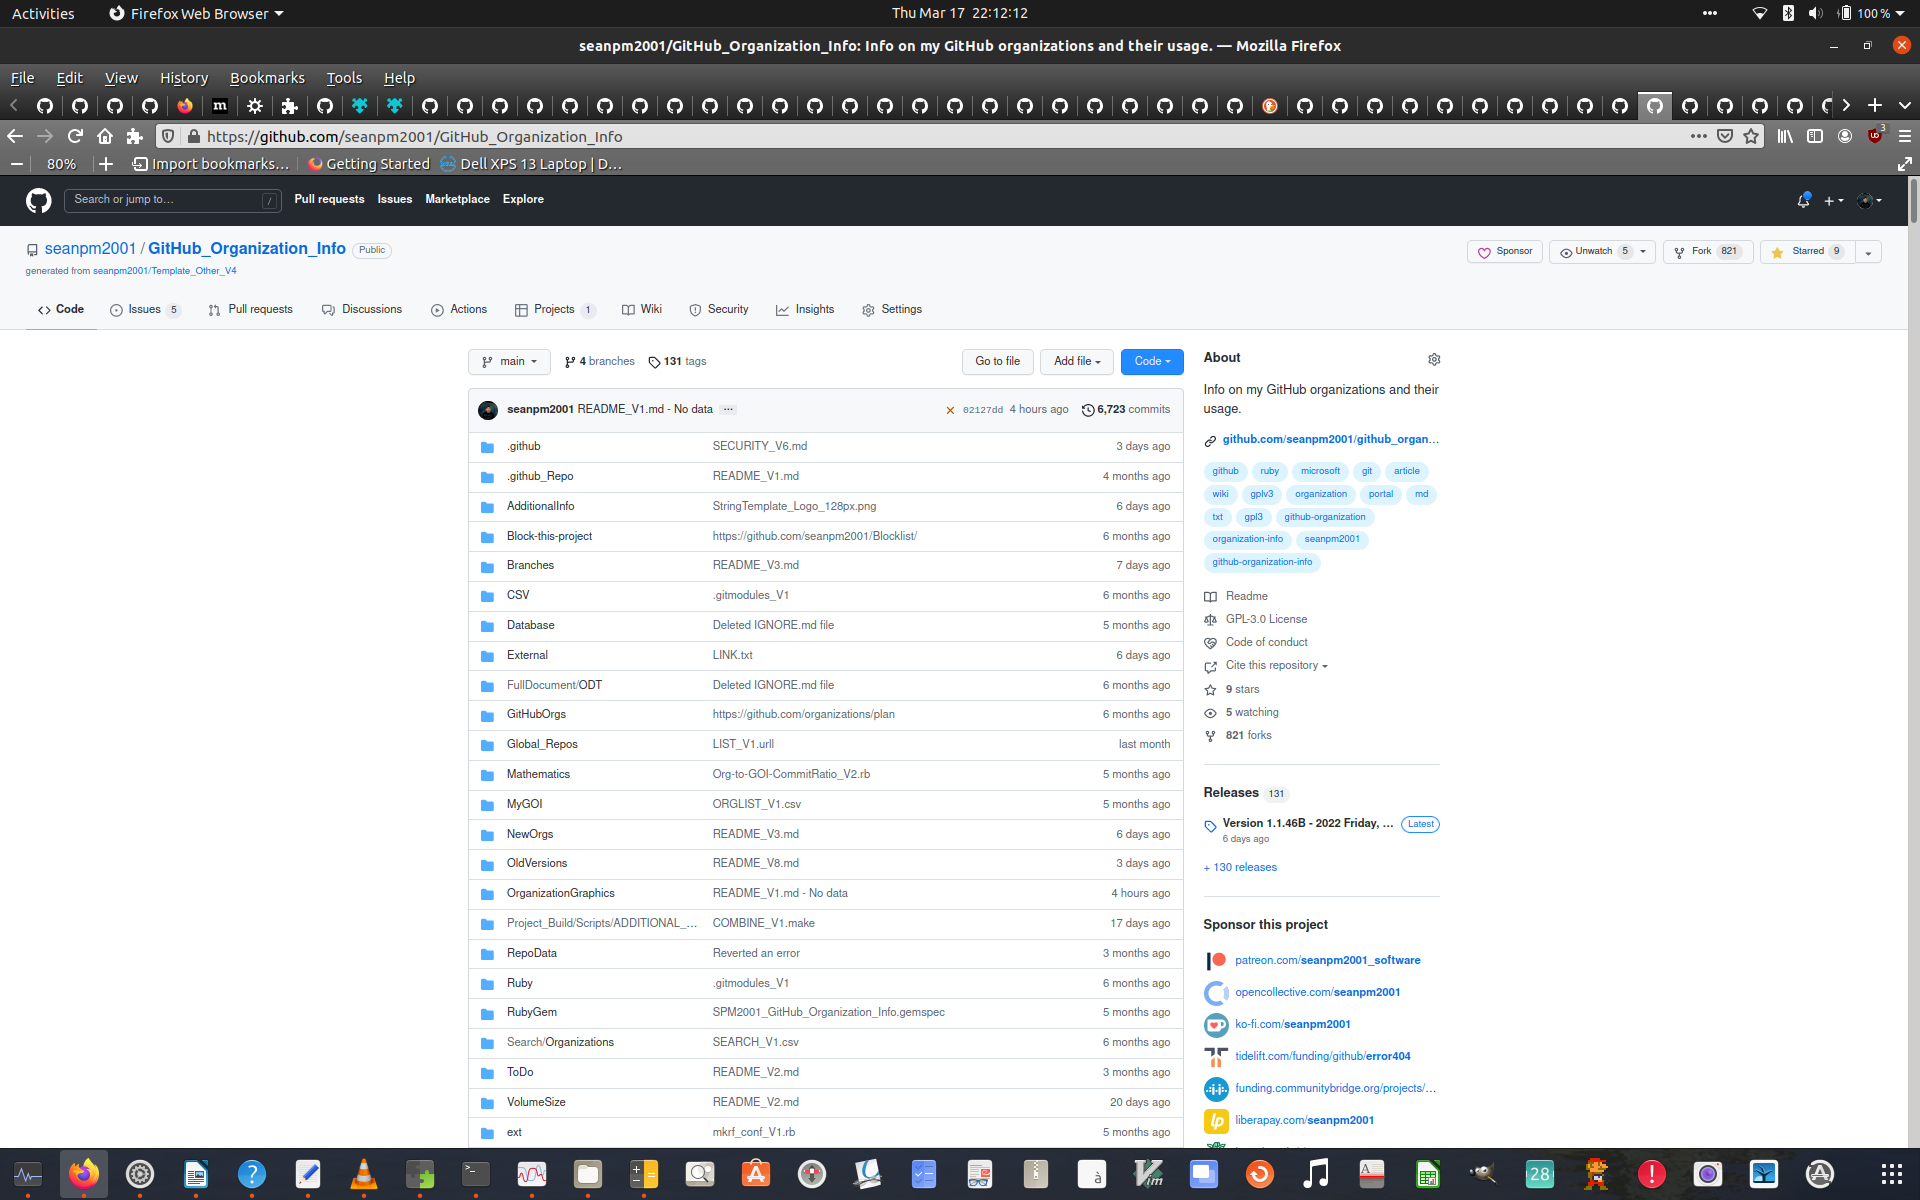 Activities Firefox Web Browser Thu Mar 17 22:12:12 100 %
seanpm2001/GitHub_Organization_Info: Info on my GitHub organizations and their usage. — Mozilla Firefox
File Edit View History Bookmarks Tools Help
https://github.com/seanpm2001/GitHub_Organization_Info 3
80% Import bookmarks… Getting Started Dell XPS 13 Laptop | D…
Search or jump to… / Pull requests Issues Marketplace Explore
seanpm2001 / GitHub_Organization_Info Public Sponsor Unwatch 5 Fork 821 Starred 9
generated from seanpm2001/Template_Other_V4
Code Issues 5 Pull requests Discussions Actions Projects 1 Wiki Security Insights Settings
main 4 branches 131 tags Go to file Add file Code
seanpm2001 README_V1.md - No data … 02127dd 4 hours ago 6,723 commits
.github SECURITY_V6.md 3 days ago
.github_Repo README_V1.md 4 months ago
AdditionalInfo StringTemplate_Logo_128px.png 6 days ago
Block-this-project https://github.com/seanpm2001/Blocklist/ 6 months ago
Branches README_V3.md 7 days ago
CSV .gitmodules_V1 6 months ago
Database Deleted IGNORE.md file 5 months ago
External LINK.txt 6 days ago
FullDocument/ODT Deleted IGNORE.md file 6 months ago
GitHubOrgs https://github.com/organizations/plan 6 months ago
Global_Repos LIST_V1.urll last month
Mathematics Org-to-GOI-CommitRatio_V2.rb 5 months ago
MyGOI ORGLIST_V1.csv 5 months ago
NewOrgs README_V3.md 6 days ago
OldVersions README_V8.md 3 days ago
OrganizationGraphics README_V1.md - No data 4 hours ago
Project_Build/Scripts/ADDITIONAL_… COMBINE_V1.make 17 days ago
RepoData Reverted an error 3 months ago
Ruby .gitmodules_V1 6 months ago
RubyGem SPM2001_GitHub_Organization_Info.gemspec 5 months ago
Search/Organizations SEARCH_V1.csv 6 months ago
ToDo README_V2.md 3 months ago
VolumeSize README_V2.md 20 days ago
ext mkrf_conf_V1.rb 5 months ago
About
Info on my GitHub organizations and their
usage.
github.com/seanpm2001/github_organ…
github ruby microsoft git article
wiki gplv3 organization portal md
txt gpl3 github-organization
organization-info seanpm2001
github-organization-info
Readme
GPL-3.0 License
Code of conduct
Cite this repository
9 stars
5 watching
821 forks
Releases 131
Version 1.1.46B - 2022 Friday, … Latest
6 days ago
+ 130 releases
Sponsor this project
patreon.com/seanpm2001_software
opencollective.com/seanpm2001
ko-fi.com/seanpm2001
tidelift.com/funding/github/error404
funding.communitybridge.org/projects/…
lp liberapay.com/seanpm2001
28